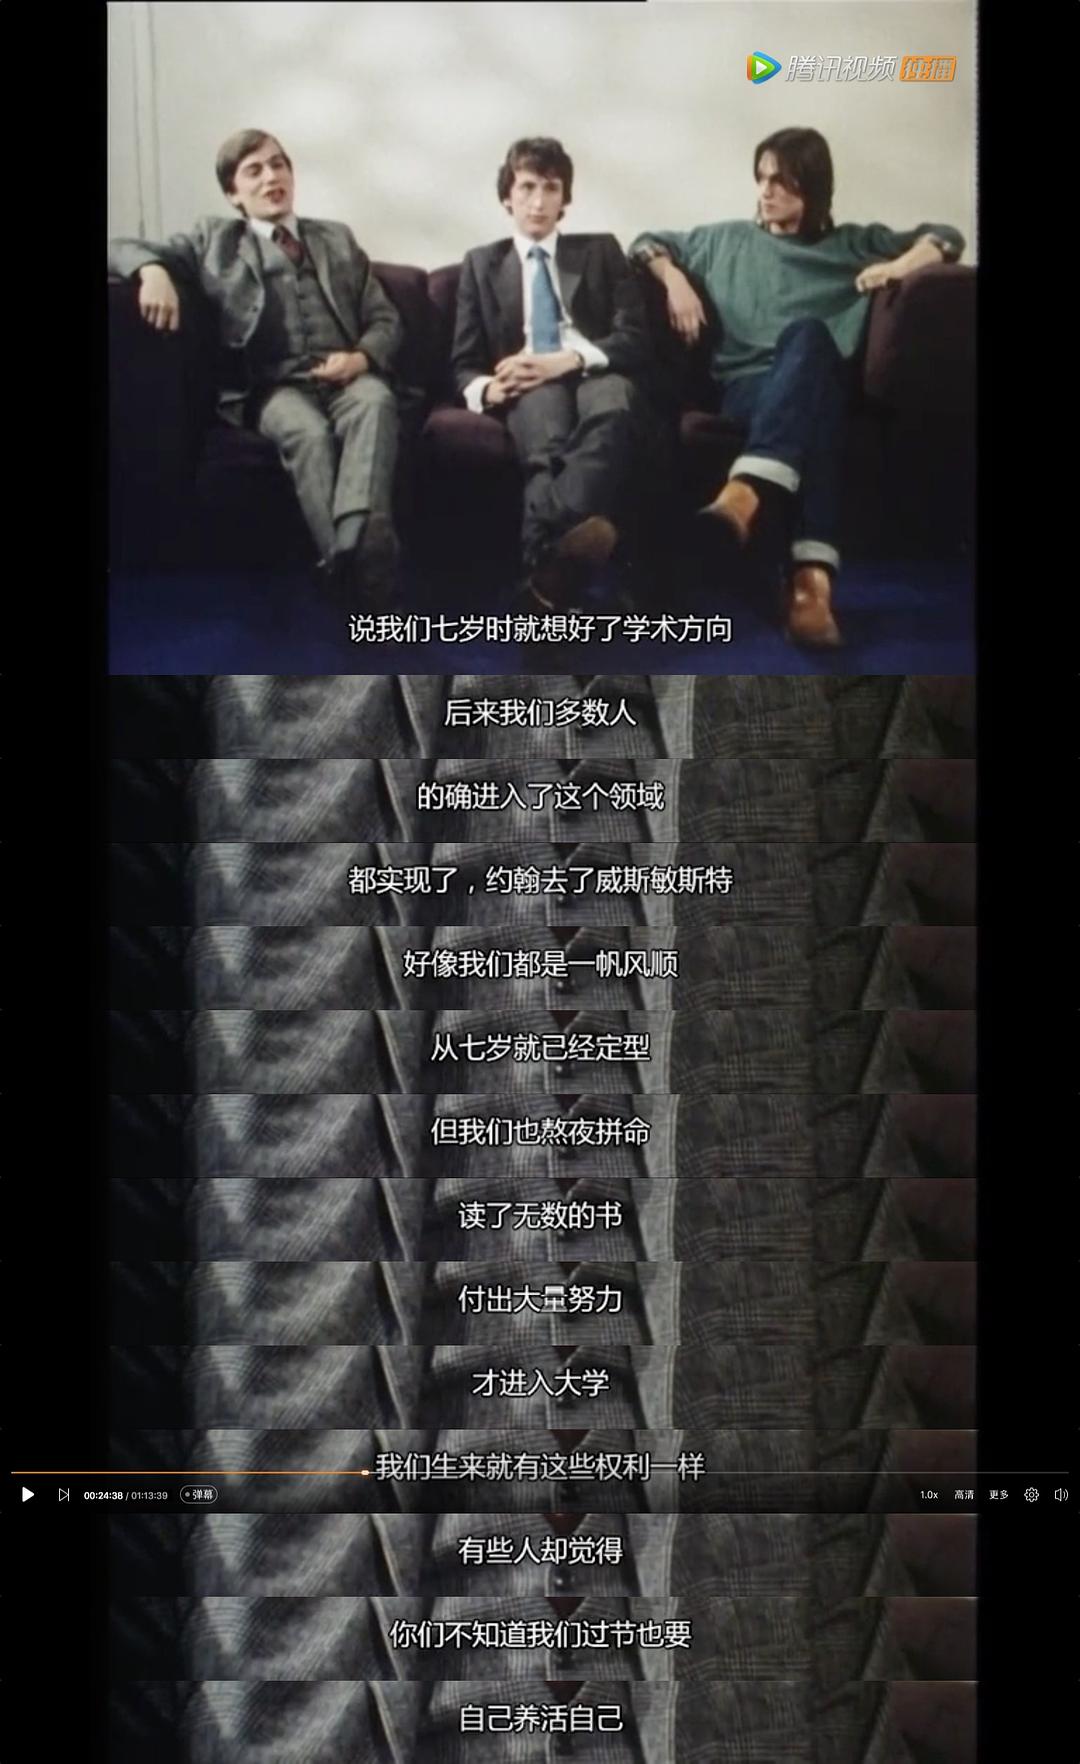 腾讯视频 独播
说我们七岁时就想好了学术方向
后来我们多数人
的确进入了这个领域
都实现了，约翰去了威斯敏斯特
好像我们都是一帆风顺
从七岁就已经定型
但我们也熬夜拼命
读了无数的书
付出大量努力
才进入大学
我们生来就有这些权利一样
00:24:38 / 01:13:39 弹幕 1.0x 高清 更多
有些人却觉得
你们不知道我们过节也要
自己养活自己